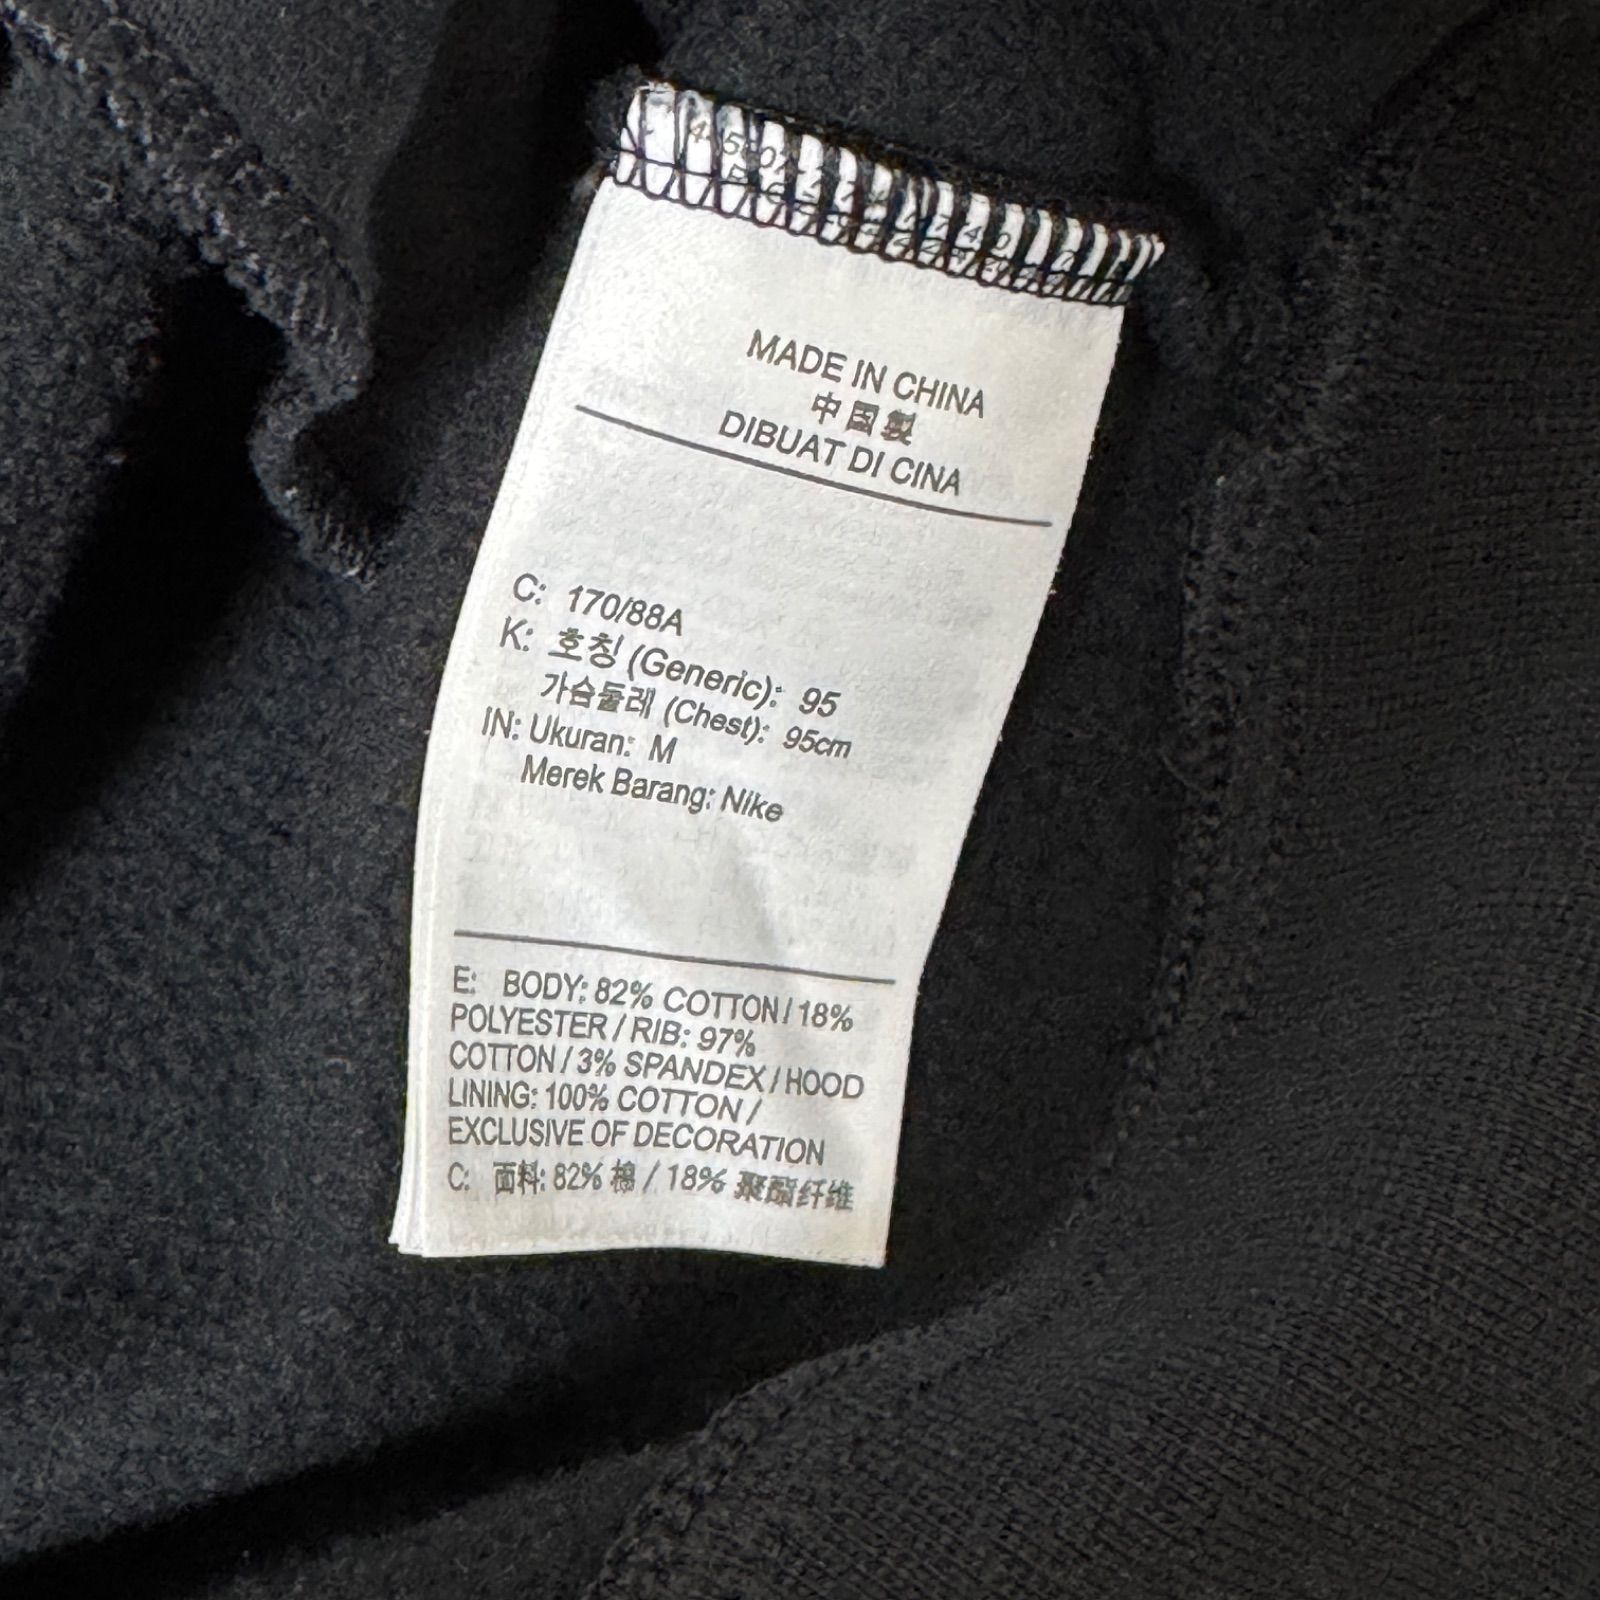 MADE IN CHINA
中国製
DIBUAT DI CINA
C: 170/88A
K: 호칭 (Generic): 95
가슴둘레 (Chest): 95cm
IN: Ukuran: M
Merek Barang: Nike
E: BODY: 82% COTTON / 18%
POLYESTER / RIB: 97%
COTTON / 3% SPANDEX / HOOD
LINING: 100% COTTON /
EXCLUSIVE OF DECORATION
C: 面料: 82% 棉 / 18% 聚酯纤维